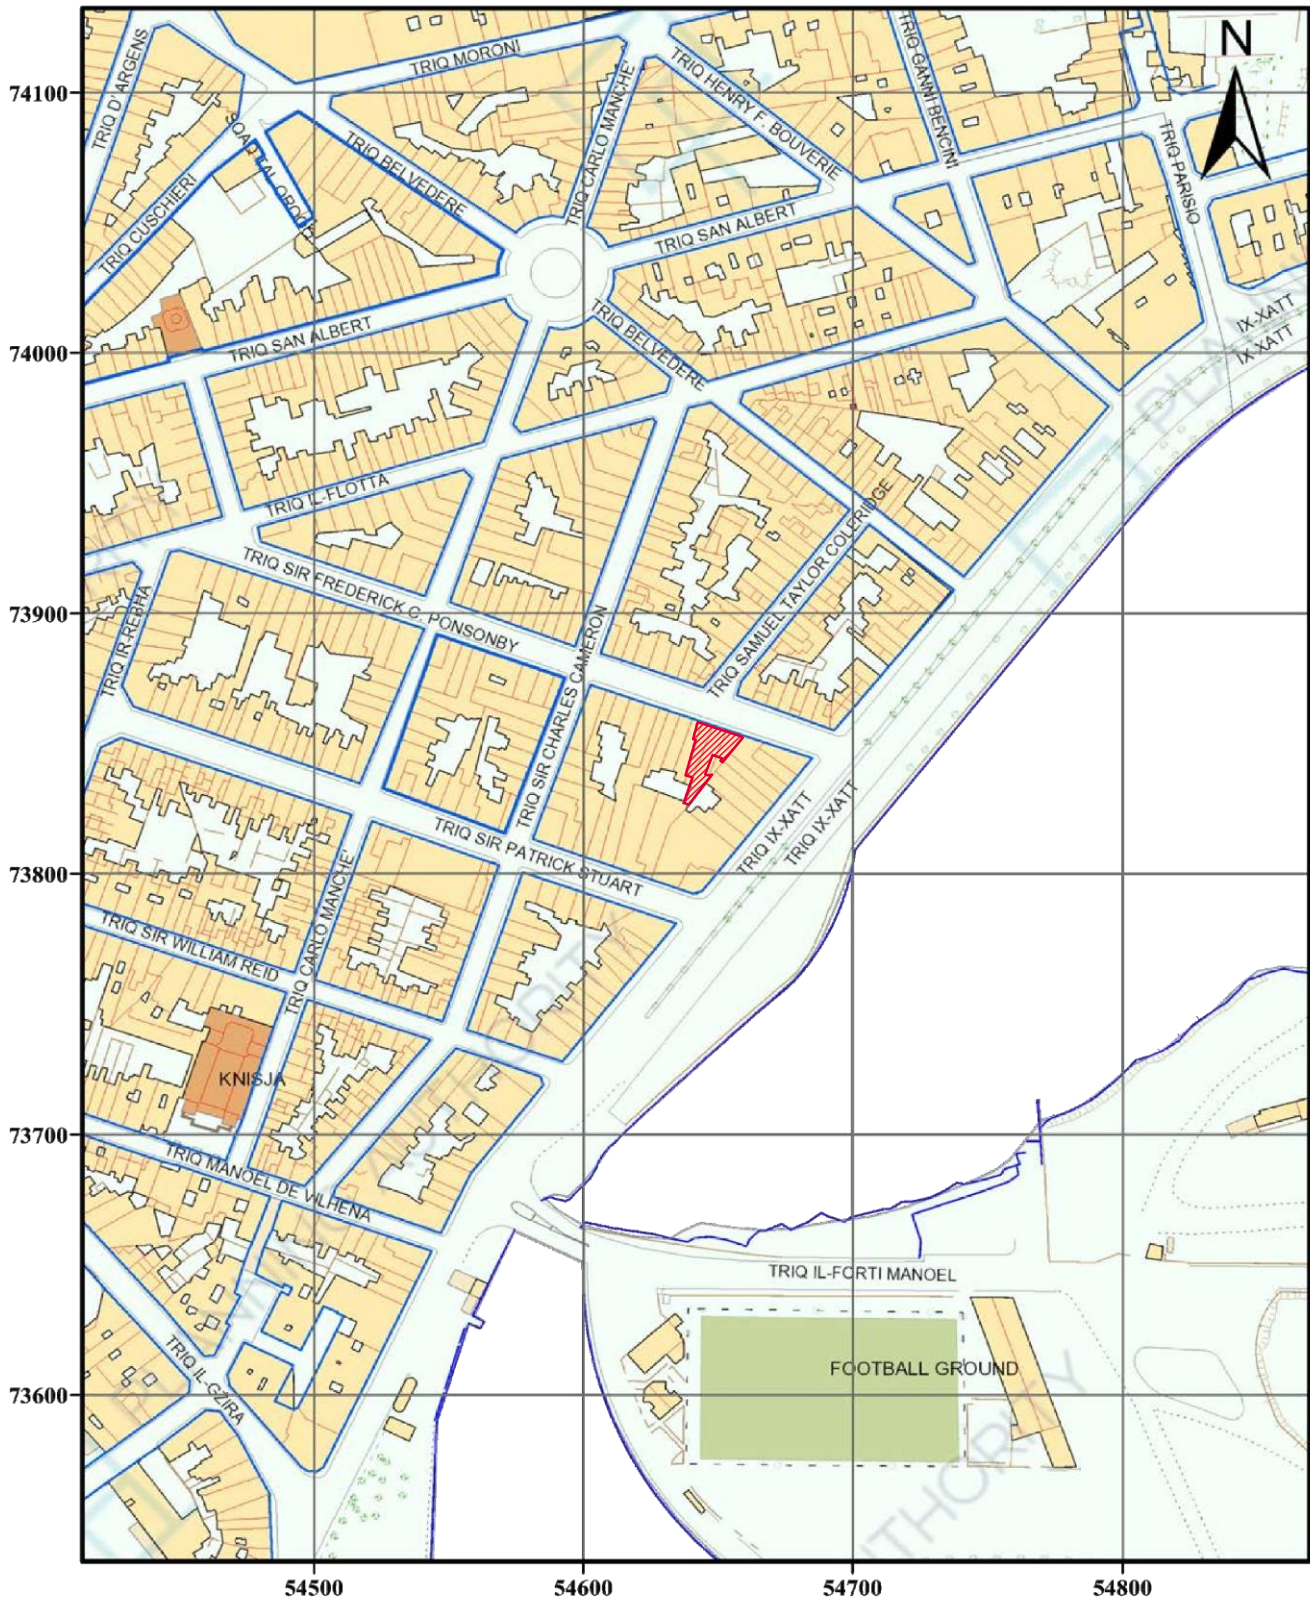 N
TRIQ D'ARGENS
TRIQ MORONI
TRIQ CARLO MANCHE'
TRIQ HENRY F. BOUVERIE
TRIQ GANNI BENCINI
74100
TRIQ CUSCHIERI
TRIQ BELVEDERE
TRIQ SAN ALBERT
TRIQ PARISIO
IX-XATT
IX-XATT
TRIQ SAN ALBERT
TRIQ BELVEDERE
74000
TRIQ IL-FLOTTA
TRIQ SAMUEL TAYLOR COLERIDGE
TRIQ SIR FREDERICK C. PONSONBY
TRIQ IR-REBHA
73900
TRIQ SIR CHARLES CAMERON
TRIQ IX-XATT
TRIQ IX-XATT
TRIQ SIR PATRICK STUART
73800
TRIQ CARLO MANCHE'
TRIQ SIR WILLIAM REID
KNISJA
73700
TRIQ MANOEL DE VILHENA
TRIQ IL-FORTI MANOEL
FOOTBALL GROUND
TRIQ IL-GZIRA
73600
54500
54600
54700
54800
AUTHORITY
THORITY